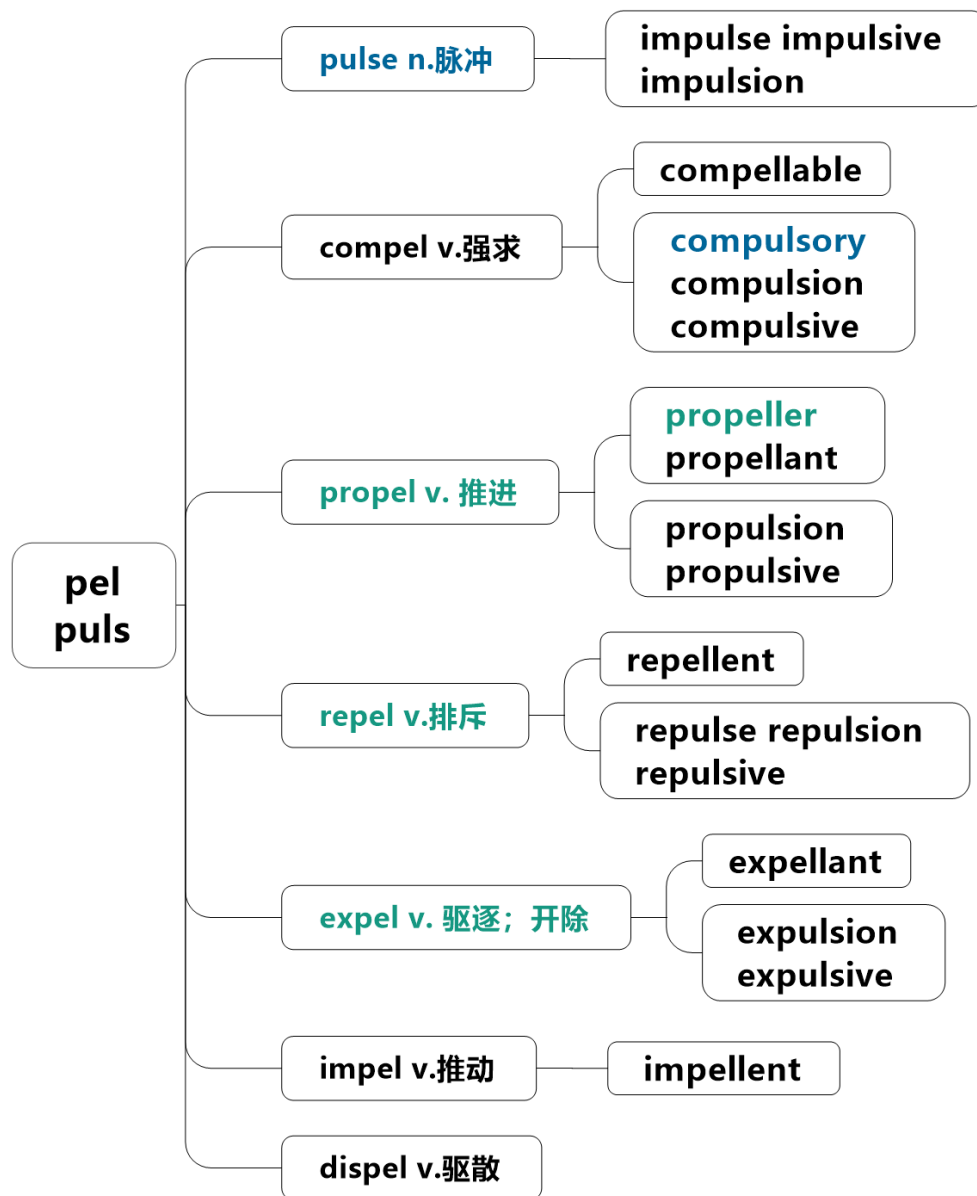 pel
puls
pulse n.脉冲
impulse impulsive
impulsion
compel v.强求
compellable
compulsory
compulsion
compulsive
propel v. 推进
propeller
propellant
propulsion
propulsive
repel v.排斥
repellent
repulse repulsion
repulsive
expel v. 驱逐；开除
expellant
expulsion
expulsive
impel v.推动
impellent
dispel v.驱散